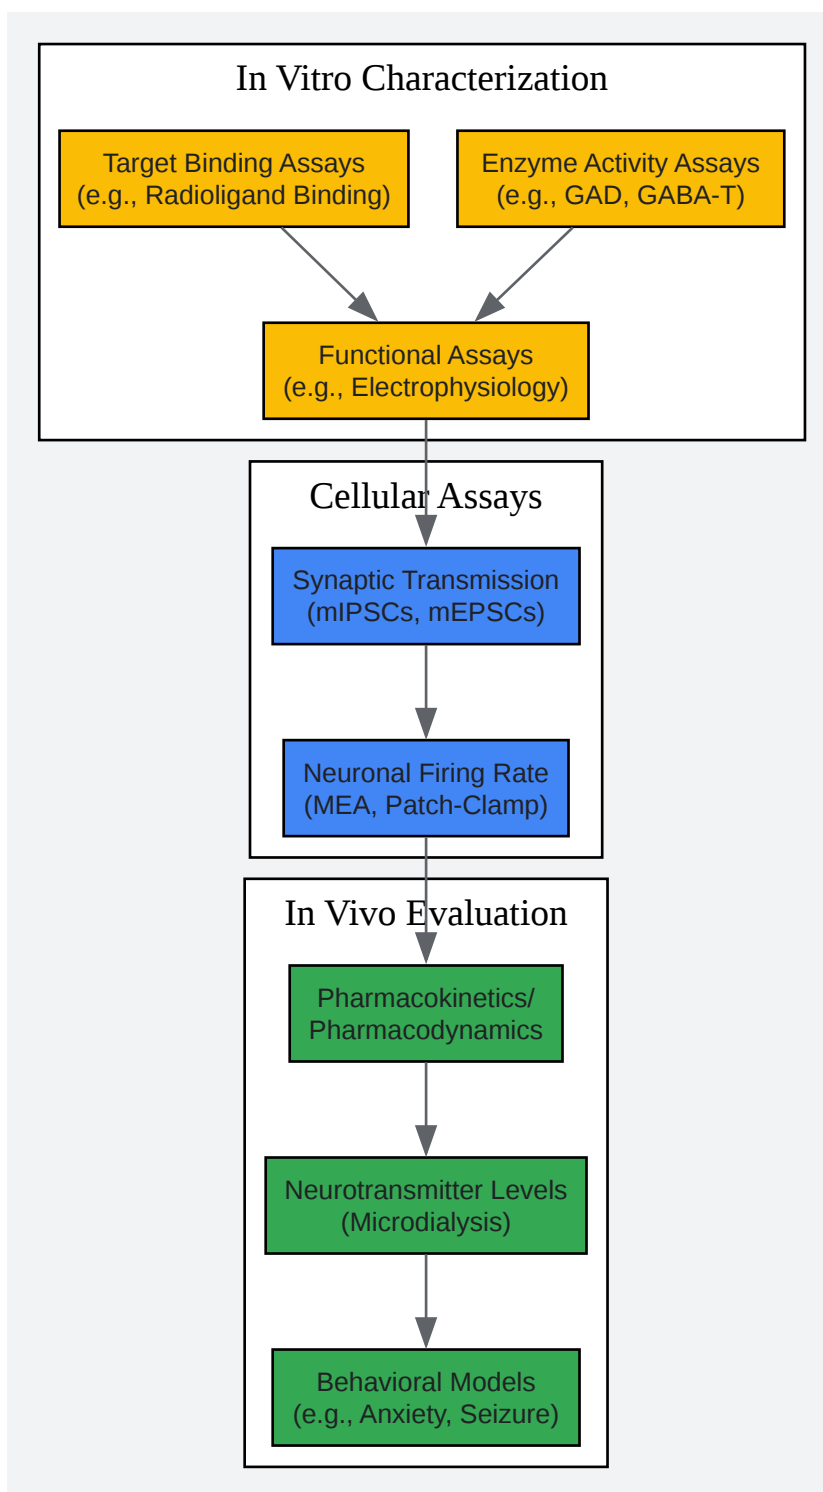 In Vitro Characterization
Target Binding Assays
(e.g., Radioligand Binding)
Enzyme Activity Assays
(e.g., GAD, GABA-T)
Functional Assays
(e.g., Electrophysiology)
Cellular Assays
Synaptic Transmission
(mIPSCs, mEPSCs)
Neuronal Firing Rate
(MEA, Patch-Clamp)
In Vivo Evaluation
Pharmacokinetics/
Pharmacodynamics
Neurotransmitter Levels
(Microdialysis)
Behavioral Models
(e.g., Anxiety, Seizure)